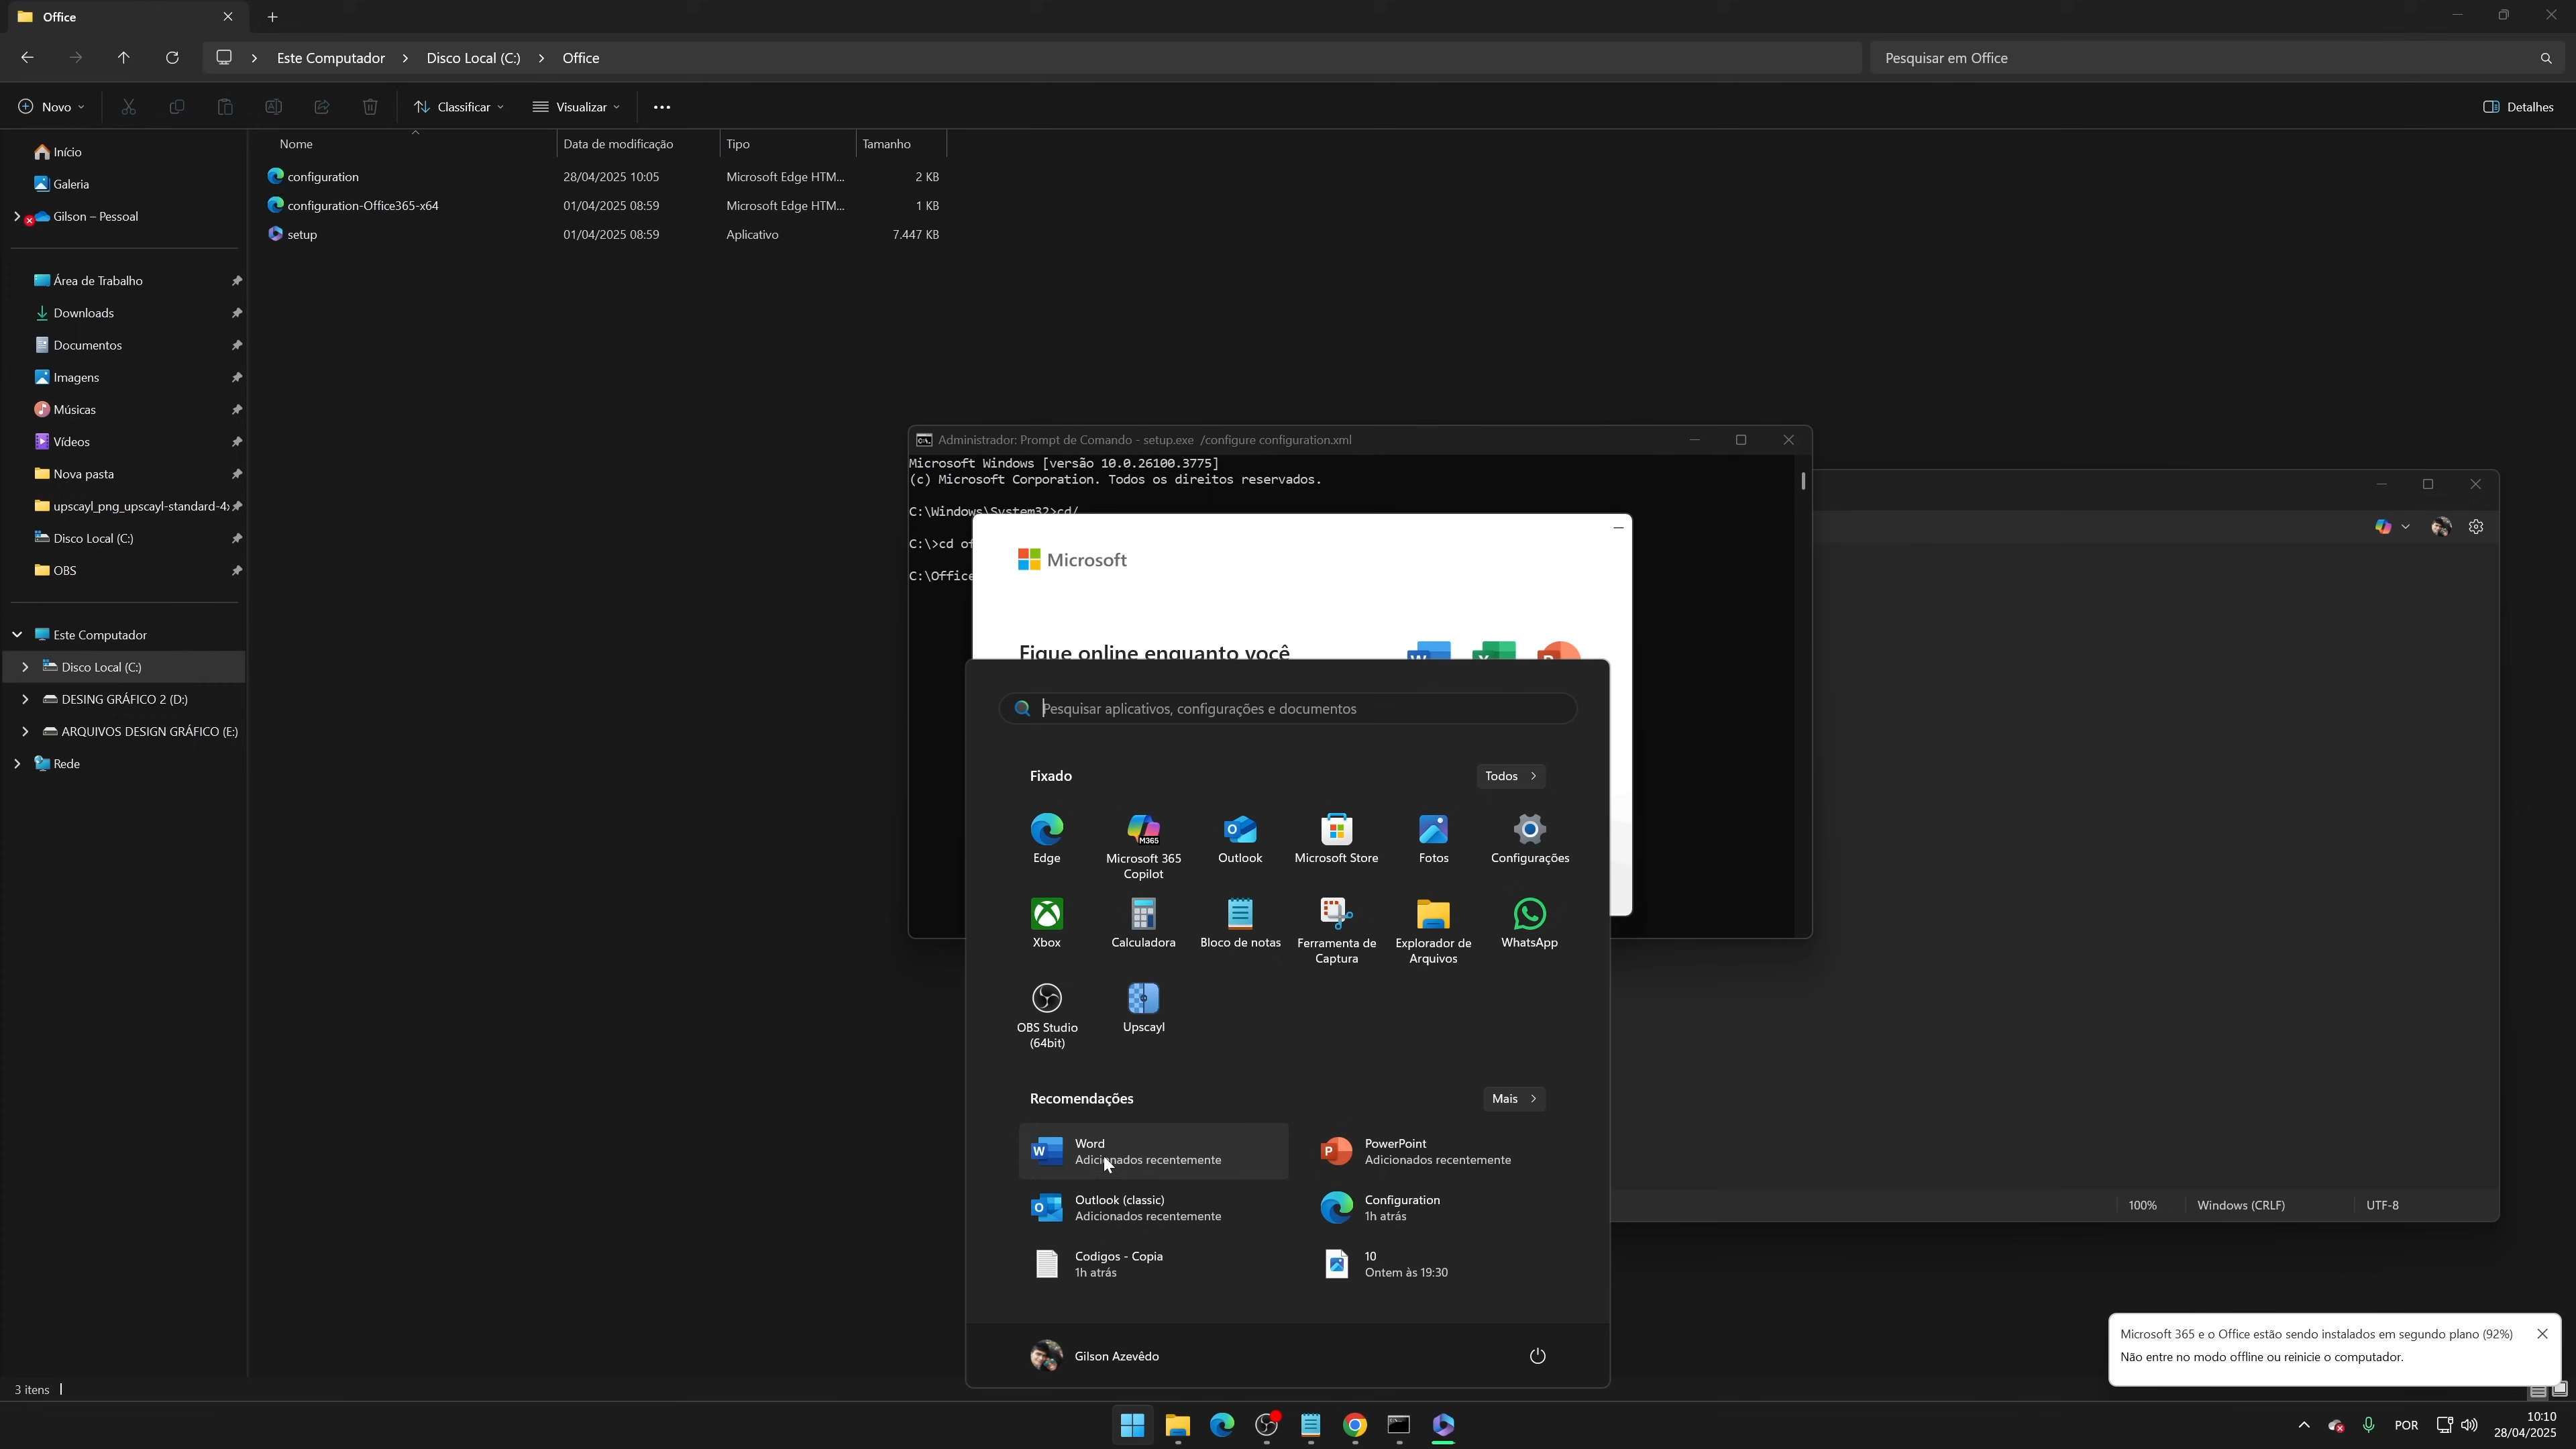 Office
Este Computador
Disco Local (C:)
Office
Pesquisar em Office
Novo
Classificar
Visualizar
Detalhes
Nome
Data de modificação
Tipo
Tamanho
configuration
28/04/2025 10:05
Microsoft Edge HTM...
2 KB
configuration-Office365-x64
01/04/2025 08:59
Microsoft Edge HTM...
1 KB
setup
01/04/2025 08:59
Aplicativo
7.447 KB
Início
Galeria
Gilson – Pessoal
Área de Trabalho
Downloads
Documentos
Imagens
Músicas
Vídeos
Nova pasta
upscayl_png_upscayl-standard-4
Disco Local (C:)
OBS
Este Computador
Disco Local (C:)
DESING GRÁFICO 2 (D:)
ARQUIVOS DESIGN GRÁFICO (E:)
Rede
3 itens
Administrador: Prompt de Comando - setup.exe /configure configuration.xml
Microsoft Windows [versão 10.0.26100.3775]
(c) Microsoft Corporation. Todos os direitos reservados.
C:\Windows\System32>cd/
C:\>cd of
C:\Office
Microsoft
Fique online enquanto você
Pesquisar aplicativos, configurações e documentos
Fixado
Todos
Edge
Microsoft 365 Copilot
Outlook
Microsoft Store
Fotos
Configurações
Xbox
Calculadora
Bloco de notas
Ferramenta de Captura
Explorador de Arquivos
WhatsApp
OBS Studio (64bit)
Upscayl
Recomendações
Mais
Word
Adicionados recentemente
PowerPoint
Adicionados recentemente
Outlook (classic)
Adicionados recentemente
Configuration
1h atrás
Codigos - Copia
1h atrás
10
Ontem às 19:30
Gilson Azevêdo
100%
Windows (CRLF)
UTF-8
Microsoft 365 e o Office estão sendo instalados em segundo plano (92%)
Não entre no modo offline ou reinicie o computador.
POR
10:10
28/04/2025